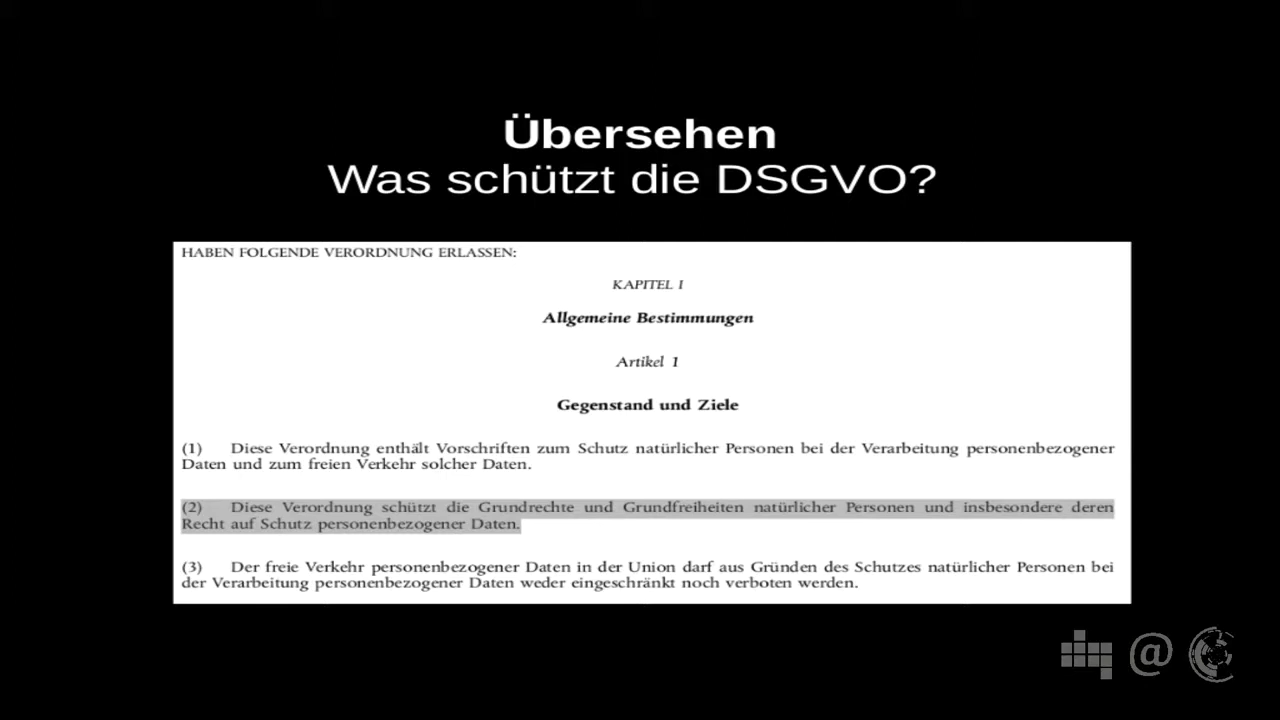 Übersehen
Was schützt die DSGVO?
HABEN FOLGENDE VERORDNUNG ERLASSEN:
KAPITEL I
Allgemeine Bestimmungen
Artikel 1
Gegenstand und Ziele
(1) Diese Verordnung enthält Vorschriften zum Schutz natürlicher Personen bei der Verarbeitung personenbezogener
Daten und zum freien Verkehr solcher Daten.
(2) Diese Verordnung schützt die Grundrechte und Grundfreiheiten natürlicher Personen und insbesondere deren
Recht auf Schutz personenbezogener Daten.
(3) Der freie Verkehr personenbezogener Daten in der Union darf aus Gründen des Schutzes natürlicher Personen bei
der Verarbeitung personenbezogener Daten weder eingeschränkt noch verboten werden.
@